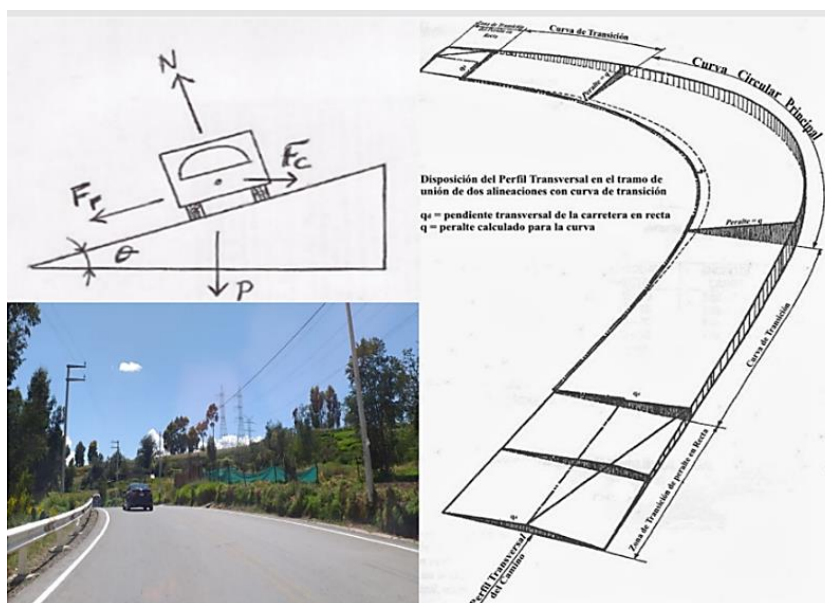 N
Fc
Fr
θ
P
Zona de Transición
del Peralte en
Recta
Curva de Transición
Curva Circular Principal
Peralte = q
Disposición del Perfil Transversal en el tramo de
unión de dos alineaciones con curva de transición
qd = pendiente transversal de la carretera en recta
q = peralte calculado para la curva
Peralte = q
Curva de Transición
Zona de Transición de peralte en Recta
Perfil Transversal
del Camino